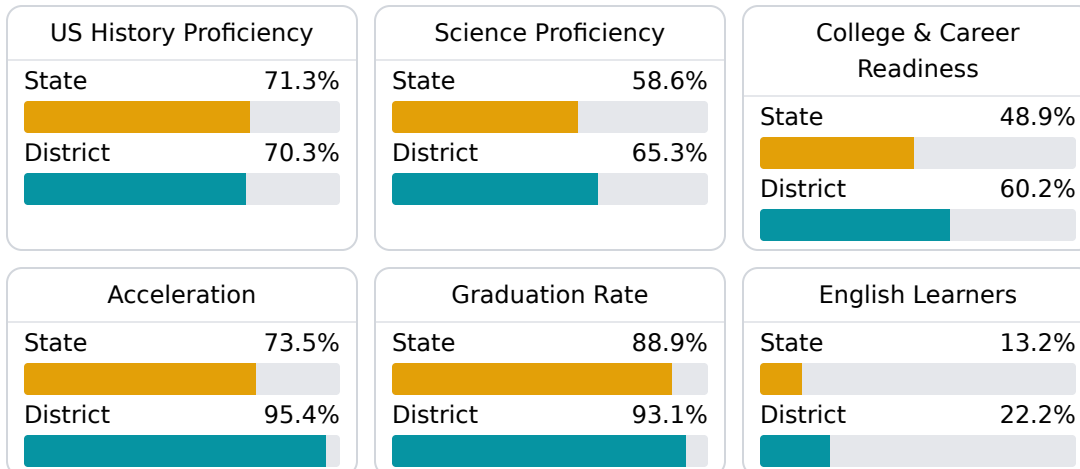 US History Proficiency
State 71.3%
District 70.3%
Science Proficiency
State 58.6%
District 65.3%
College & Career
Readiness
State 48.9%
District 60.2%
Acceleration
State 73.5%
District 95.4%
Graduation Rate
State 88.9%
District 93.1%
English Learners
State 13.2%
District 22.2%